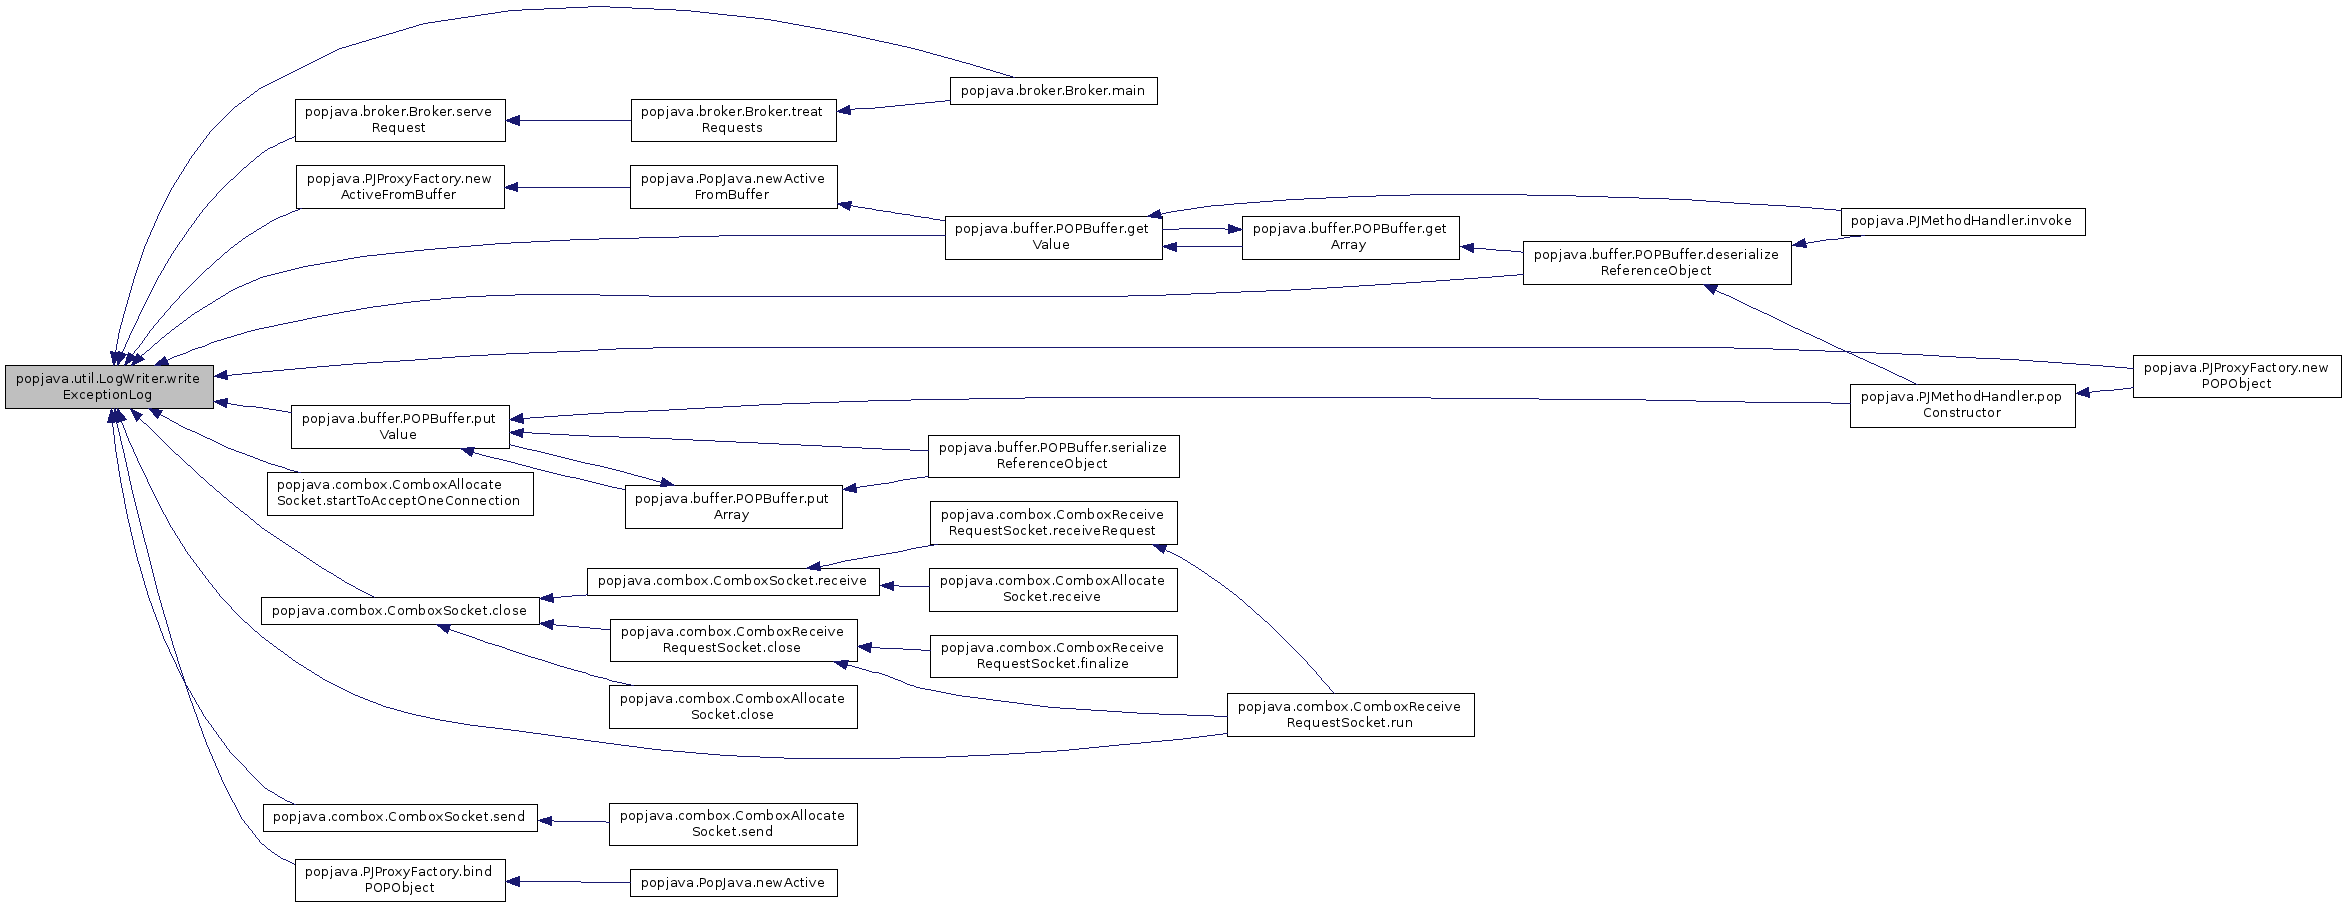 popjava.broker.Broker.main
popjava.broker.Broker.serve
Request
popjava.broker.Broker.treat
Requests
popjava.PJProxyFactory.new
ActiveFromBuffer
popjava.PopJava.newActive
FromBuffer
popjava.buffer.POPBuffer.get
Value
popjava.buffer.POPBuffer.get
Array
popjava.PJMethodHandler.invoke
popjava.buffer.POPBuffer.deserialize
ReferenceObject
popjava.util.LogWriter.write
ExceptionLog
popjava.PJProxyFactory.new
POPObject
popjava.PJMethodHandler.pop
Constructor
popjava.buffer.POPBuffer.put
Value
popjava.buffer.POPBuffer.serialize
ReferenceObject
popjava.combox.ComboxAllocate
Socket.startToAcceptOneConnection
popjava.buffer.POPBuffer.put
Array
popjava.combox.ComboxReceive
RequestSocket.receiveRequest
popjava.combox.ComboxSocket.receive
popjava.combox.ComboxAllocate
Socket.receive
popjava.combox.ComboxSocket.close
popjava.combox.ComboxReceive
RequestSocket.close
popjava.combox.ComboxReceive
RequestSocket.finalize
popjava.combox.ComboxAllocate
Socket.close
popjava.combox.ComboxReceive
RequestSocket.run
popjava.combox.ComboxSocket.send
popjava.combox.ComboxAllocate
Socket.send
popjava.PJProxyFactory.bind
POPObject
popjava.PopJava.newActive